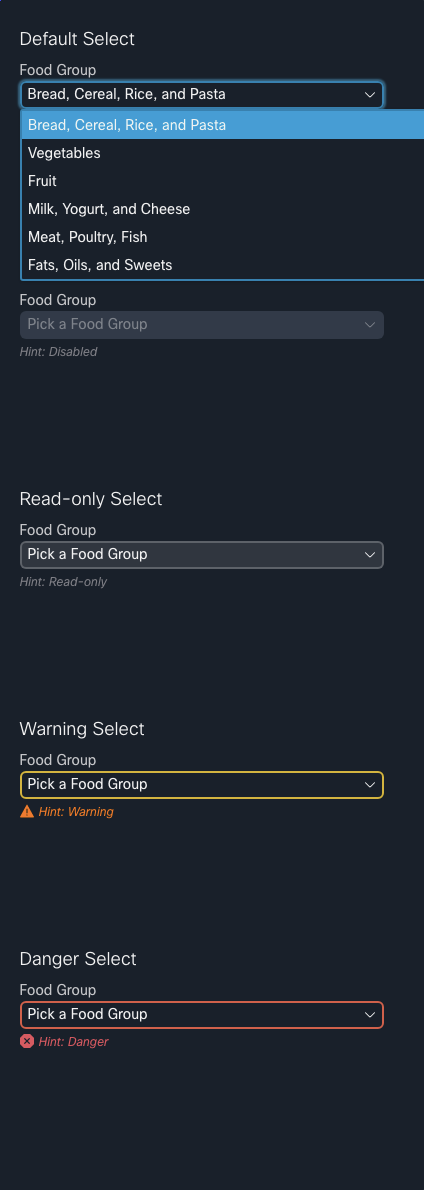 Default Select
Food Group
Bread, Cereal, Rice, and Pasta
Bread, Cereal, Rice, and Pasta
Vegetables
Fruit
Milk, Yogurt, and Cheese
Meat, Poultry, Fish
Fats, Oils, and Sweets
Food Group
Pick a Food Group
Hint: Disabled
Read-only Select
Food Group
Pick a Food Group
Hint: Read-only
Warning Select
Food Group
Pick a Food Group
Hint: Warning
Danger Select
Food Group
Pick a Food Group
Hint: Danger